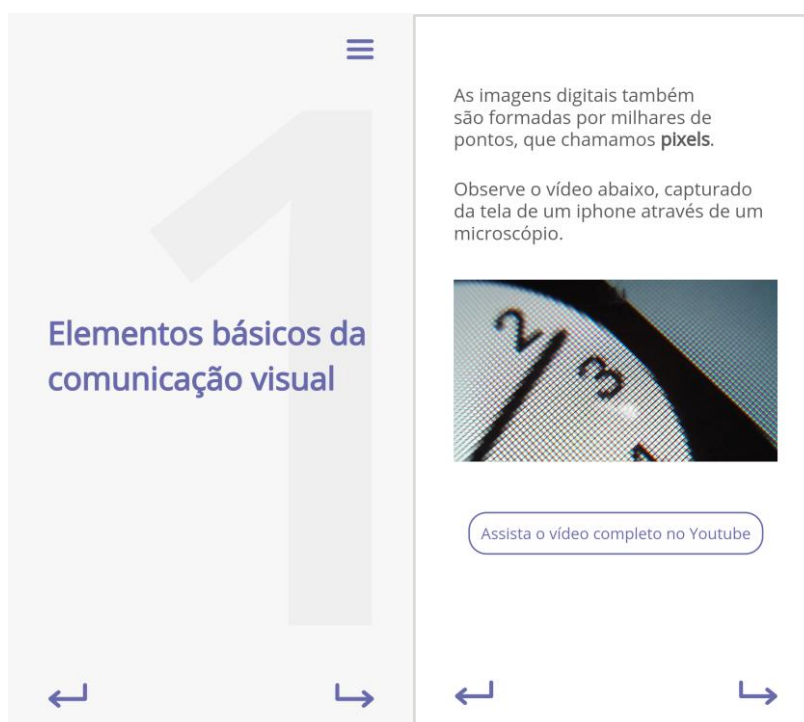 1
Elementos básicos da
comunicação visual
As imagens digitais também
são formadas por milhares de
pontos, que chamamos pixels.
Observe o vídeo abaixo, capturado
da tela de um iphone através de um
microscópio.
2
3
Assista o vídeo completo no Youtube